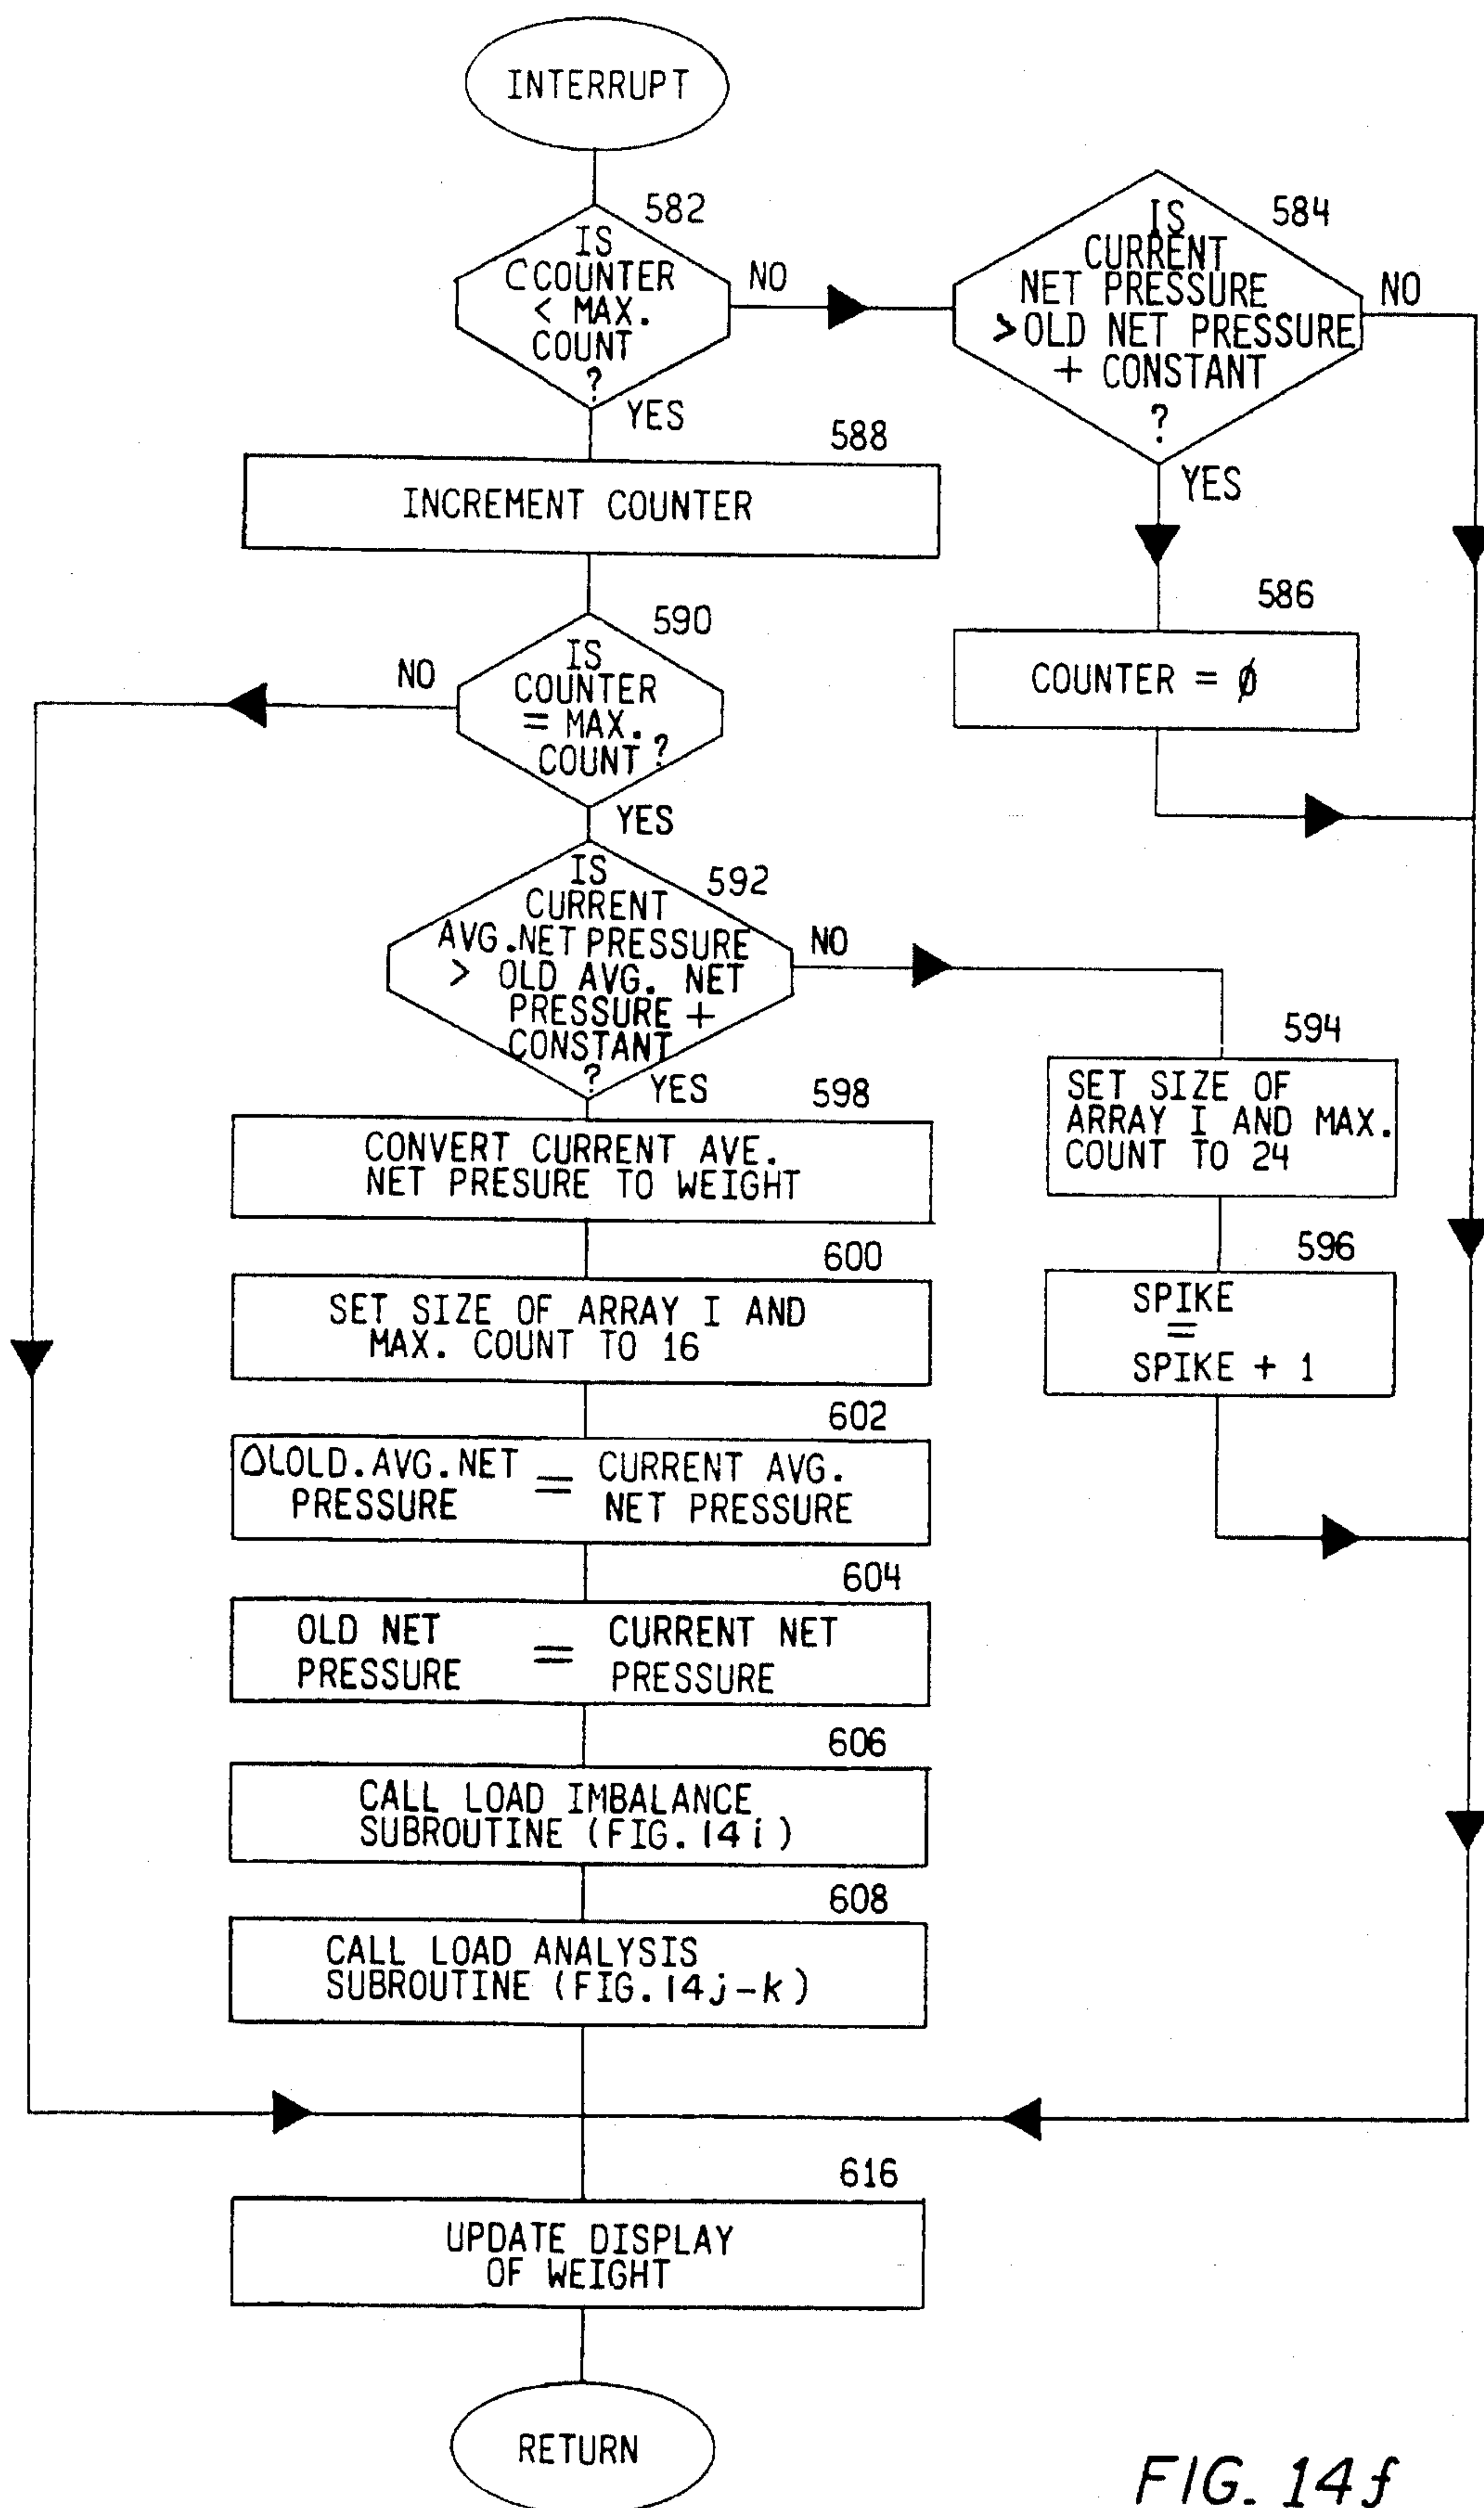 INTERRUPT
582
IS
CCOUNTER
< MAX.
COUNT
?
NO
YES
584
IS
CURRENT
NET PRESSURE
>OLD NET PRESSURE
+ CONSTANT
?
NO
YES
586
COUNTER = ∅
588
INCREMENT COUNTER
590
IS
COUNTER
= MAX.
COUNT ?
NO
YES
592
IS
CURRENT
AVG.NET PRESSURE
> OLD AVG. NET
PRESSURE +
CONSTANT
?
NO
YES
594
SET SIZE OF
ARRAY I AND MAX.
COUNT TO 24
596
SPIKE
=
SPIKE + 1
598
CONVERT CURRENT AVE.
NET PRESURE TO WEIGHT
600
SET SIZE OF ARRAY I AND
MAX. COUNT TO 16
602
OLOLD.AVG.NET = CURRENT AVG.
PRESSURE NET PRESSURE
604
OLD NET = CURRENT NET
PRESSURE PRESSURE
606
CALL LOAD IMBALANCE
SUBROUTINE (FIG.14i)
608
CALL LOAD ANALYSIS
SUBROUTINE (FIG.14j-k)
616
UPDATE DISPLAY
OF WEIGHT
RETURN
FIG. 14f